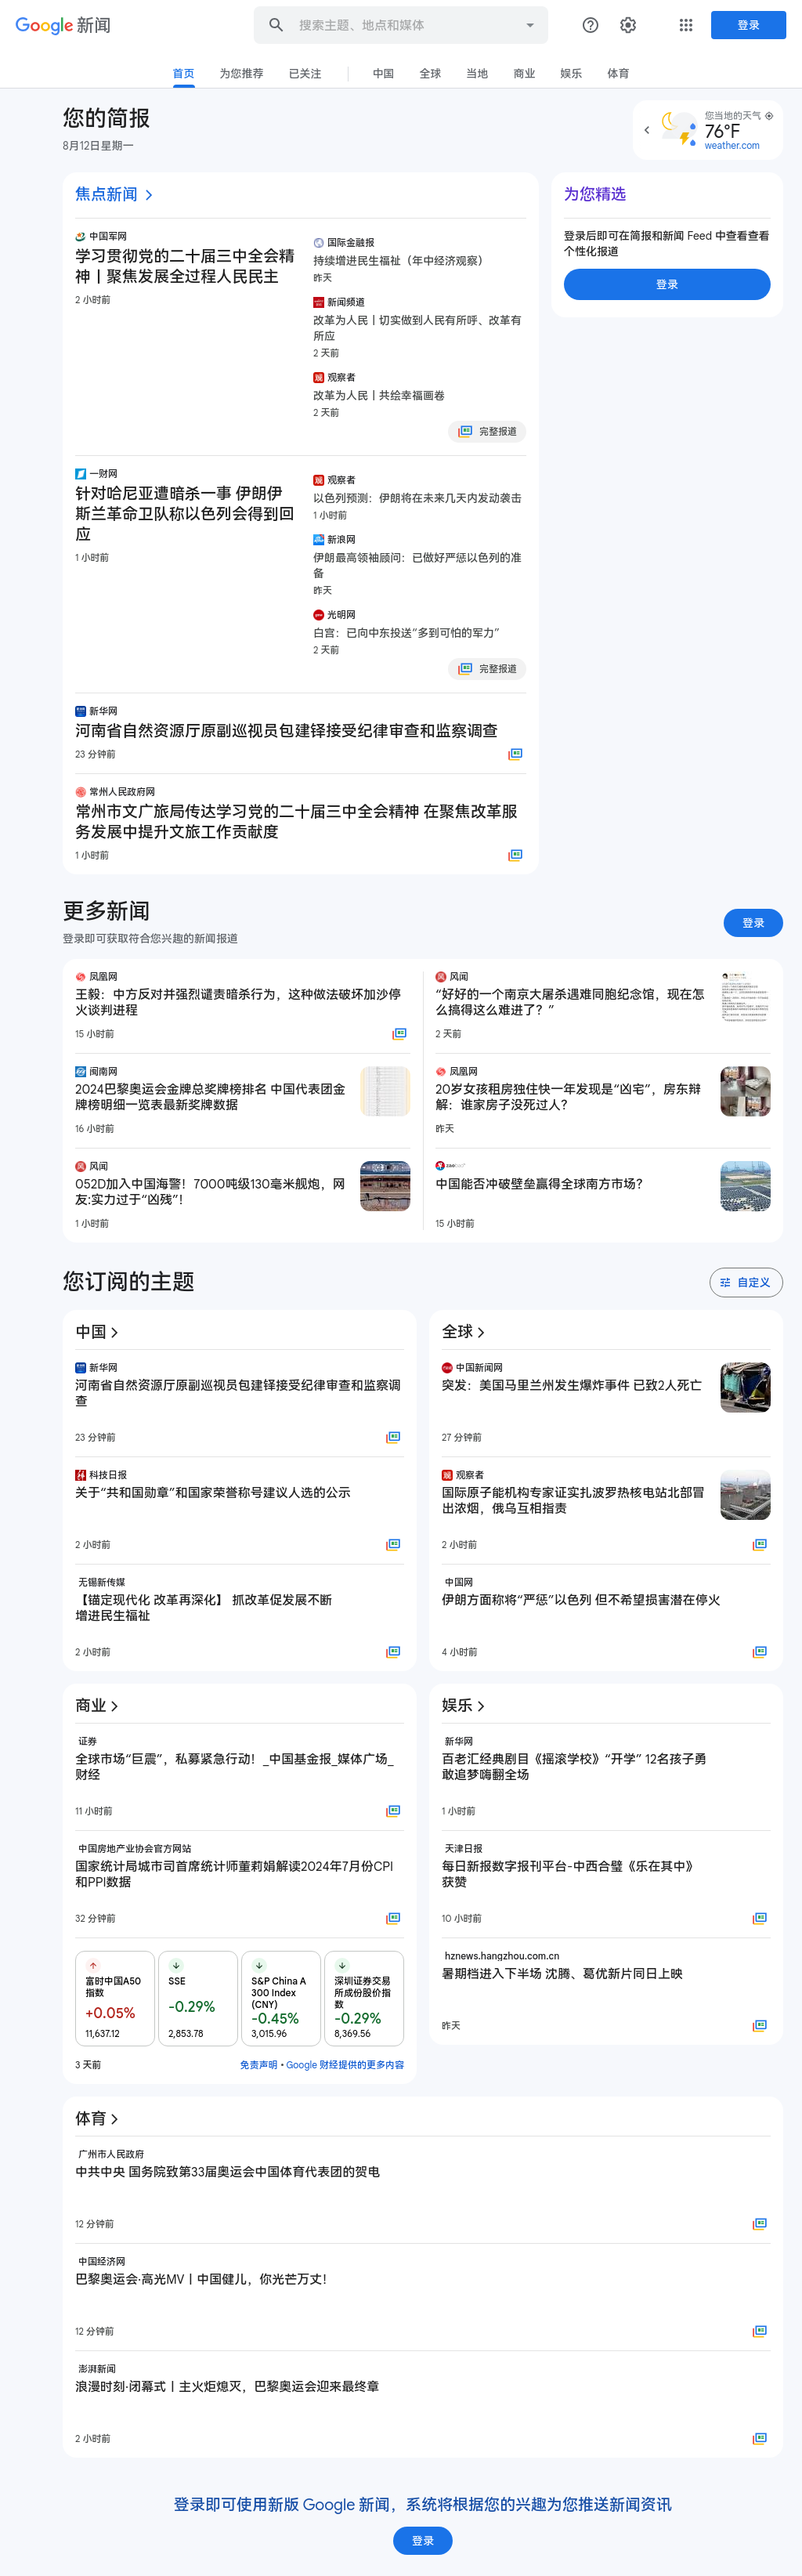 Google 新闻
搜索主题、地点和媒体
登录
首页
为您推荐
已关注
中国
全球
当地
商业
娱乐
体育
您的简报
8月12日星期一
您当地的天气
76°F
weather.com
焦点新闻
中国军网
学习贯彻党的二十届三中全会精
神丨聚焦发展全过程人民民主
2 小时前
国际金融报
持续增进民生福祉（年中经济观察）
昨天
新闻频道
改革为人民丨切实做到人民有所呼、改革有
所应
2 天前
观察者
改革为人民丨共绘幸福画卷
2 天前
完整报道
一财网
针对哈尼亚遭暗杀一事 伊朗伊
斯兰革命卫队称以色列会得到回
应
1 小时前
观察者
以色列预测：伊朗将在未来几天内发动袭击
1 小时前
新浪网
伊朗最高领袖顾问：已做好严惩以色列的准
备
昨天
光明网
白宫：已向中东投送“多到可怕的军力”
2 天前
完整报道
新华网
河南省自然资源厅原副巡视员包建铎接受纪律审查和监察调查
23 分钟前
常州人民政府网
常州市文广旅局传达学习党的二十届三中全会精神 在聚焦改革服
务发展中提升文旅工作贡献度
1 小时前
为您精选
登录后即可在简报和新闻 Feed 中查看查看
个性化报道
登录
更多新闻
登录即可获取符合您兴趣的新闻报道
登录
凤凰网
王毅：中方反对并强烈谴责暗杀行为，这种做法破坏加沙停
火谈判进程
15 小时前
风闻
“好好的一个南京大屠杀遇难同胞纪念馆，现在怎
么搞得这么难进了？”
2 天前
闽南网
2024巴黎奥运会金牌总奖牌榜排名 中国代表团金
牌榜明细一览表最新奖牌数据
16 小时前
凤凰网
20岁女孩租房独住快一年发现是“凶宅”，房东辩
解：谁家房子没死过人？
昨天
风闻
052D加入中国海警！7000吨级130毫米舰炮，网
友:实力过于“凶残”！
1 小时前
中国能否冲破壁垒赢得全球南方市场？
15 小时前
您订阅的主题
自定义
中国
新华网
河南省自然资源厅原副巡视员包建铎接受纪律审查和监察调
查
23 分钟前
科技日报
关于“共和国勋章”和国家荣誉称号建议人选的公示
2 小时前
无锡新传媒
【锚定现代化 改革再深化】 抓改革促发展不断
增进民生福祉
2 小时前
全球
中国新闻网
突发：美国马里兰州发生爆炸事件 已致2人死亡
27 分钟前
观察者
国际原子能机构专家证实扎波罗热核电站北部冒
出浓烟，俄乌互相指责
2 小时前
中国网
伊朗方面称将“严惩”以色列 但不希望损害潜在停火
4 小时前
商业
证券
全球市场“巨震”，私募紧急行动！_中国基金报_媒体广场_
财经
11 小时前
中国房地产业协会官方网站
国家统计局城市司首席统计师董莉娟解读2024年7月份CPI
和PPI数据
32 分钟前
富时中国A50
指数
+0.05%
11,637.12
SSE
-0.29%
2,853.78
S&P China A
300 Index
(CNY)
-0.45%
3,015.96
深圳证券交易
所成份股价指
数
-0.29%
8,369.56
3 天前
免责声明 • Google 财经提供的更多内容
娱乐
新华网
百老汇经典剧目《摇滚学校》“开学” 12名孩子勇
敢追梦嗨翻全场
1 小时前
天津日报
每日新报数字报刊平台-中西合璧《乐在其中》
获赞
10 小时前
hznews.hangzhou.com.cn
暑期档进入下半场 沈腾、葛优新片同日上映
昨天
体育
广州市人民政府
中共中央 国务院致第33届奥运会中国体育代表团的贺电
12 分钟前
中国经济网
巴黎奥运会·高光MV丨中国健儿，你光芒万丈！
12 分钟前
澎湃新闻
浪漫时刻·闭幕式丨主火炬熄灭，巴黎奥运会迎来最终章
2 小时前
登录即可使用新版 Google 新闻，系统将根据您的兴趣为您推送新闻资讯
登录